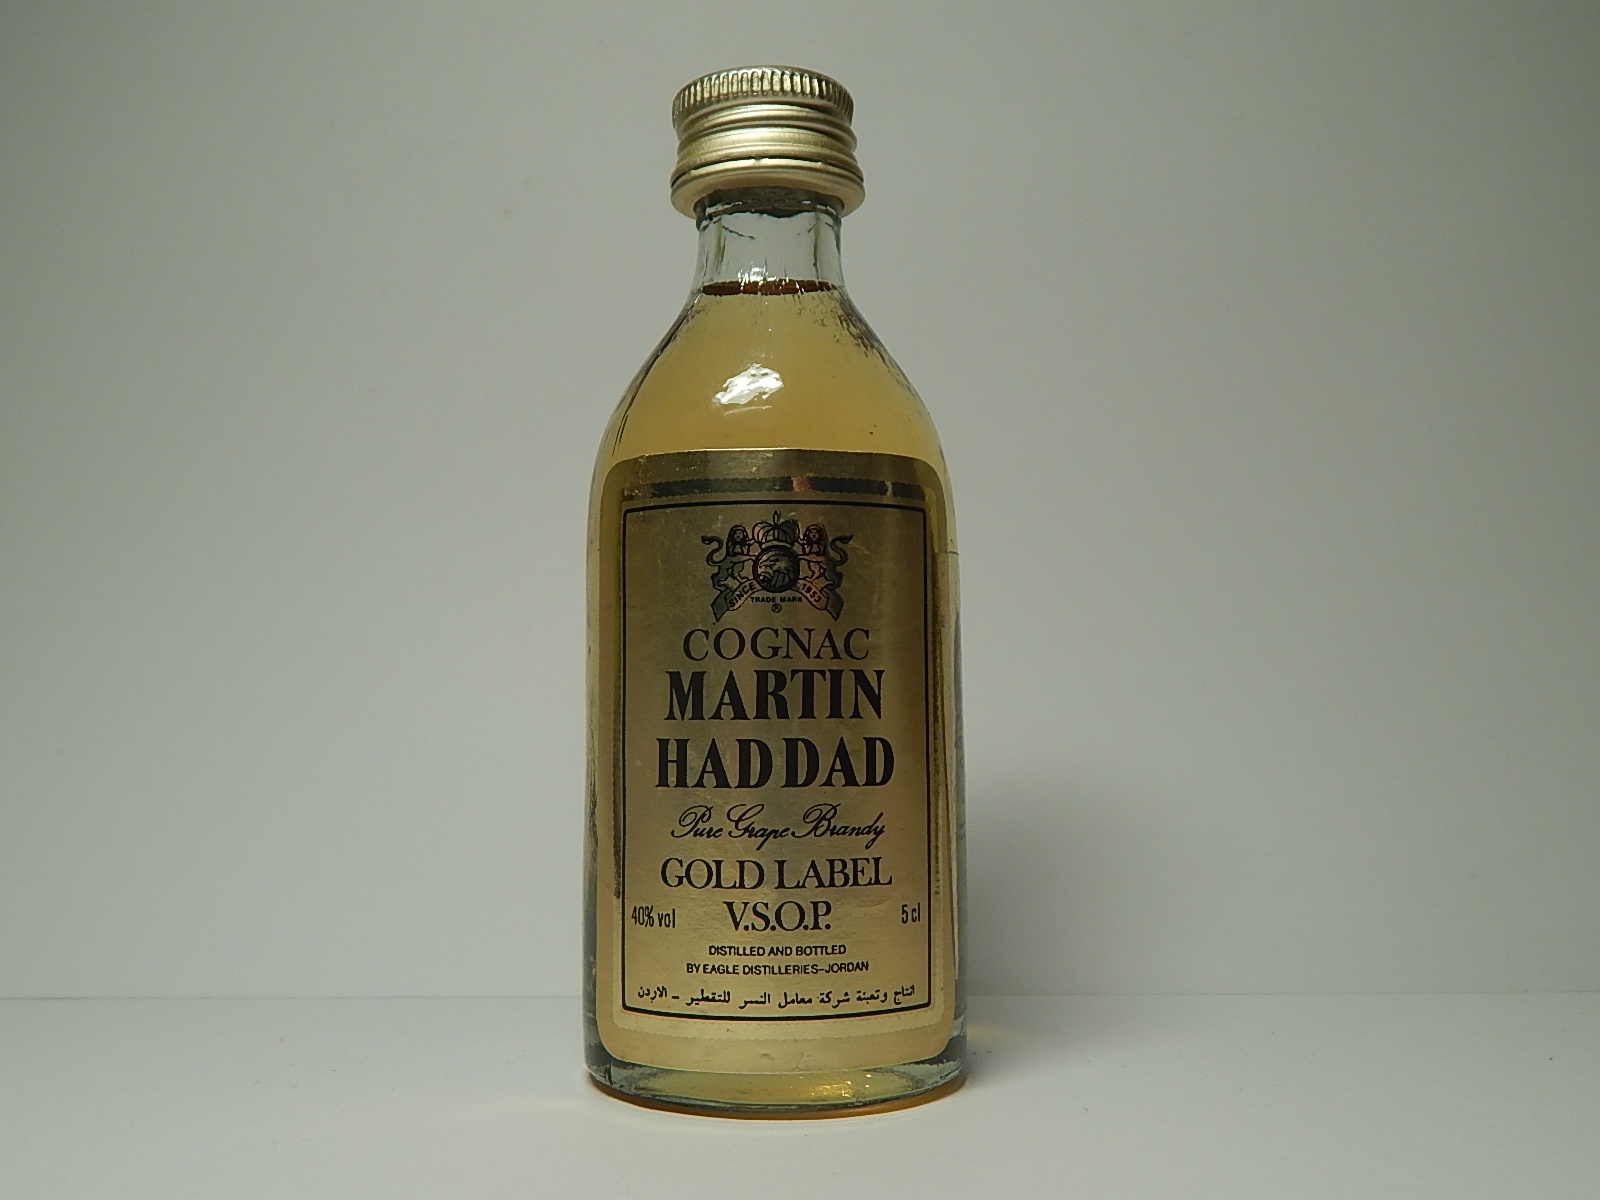 SINCE 1953
TRADE MARK
®
COGNAC
MARTIN
HADDAD
Pure Grape Brandy
GOLD LABEL
40% vol V.S.O.P. 5 cl
DISTILLED AND BOTTLED
BY EAGLE DISTILLERIES-JORDAN
انتاج وتعبئة شركة معامل النسر للتقطير - الاردن